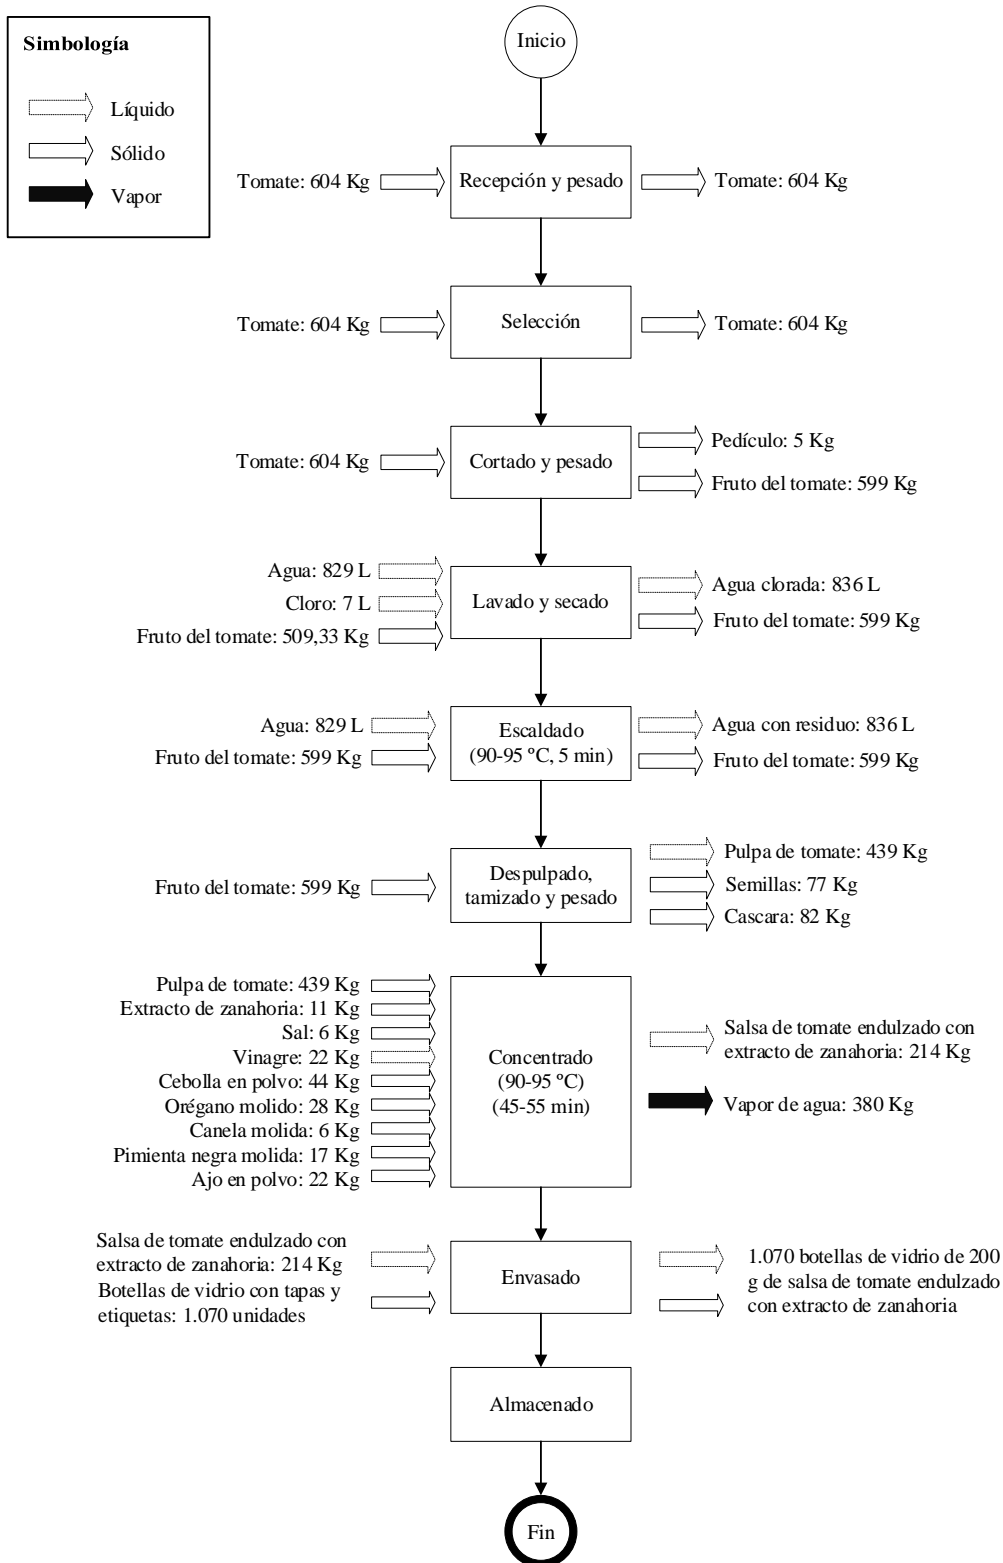 Simbología
Líquido
Sólido
Vapor
Inicio
Tomate: 604 Kg
Recepción y pesado
Tomate: 604 Kg
Tomate: 604 Kg
Selección
Tomate: 604 Kg
Tomate: 604 Kg
Cortado y pesado
Pedículo: 5 Kg
Fruto del tomate: 599 Kg
Agua: 829 L
Cloro: 7 L
Fruto del tomate: 509,33 Kg
Lavado y secado
Agua clorada: 836 L
Fruto del tomate: 599 Kg
Agua: 829 L
Fruto del tomate: 599 Kg
Escaldado
(90-95 ºC, 5 min)
Agua con residuo: 836 L
Fruto del tomate: 599 Kg
Fruto del tomate: 599 Kg
Despulpado,
tamizado y pesado
Pulpa de tomate: 439 Kg
Semillas: 77 Kg
Cascara: 82 Kg
Pulpa de tomate: 439 Kg
Extracto de zanahoria: 11 Kg
Sal: 6 Kg
Vinagre: 22 Kg
Cebolla en polvo: 44 Kg
Orégano molido: 28 Kg
Canela molida: 6 Kg
Pimienta negra molida: 17 Kg
Ajo en polvo: 22 Kg
Concentrado
(90-95 ºC)
(45-55 min)
Salsa de tomate endulzado con
extracto de zanahoria: 214 Kg
Vapor de agua: 380 Kg
Salsa de tomate endulzado con
extracto de zanahoria: 214 Kg
Botellas de vidrio con tapas y
etiquetas: 1.070 unidades
Envasado
1.070 botellas de vidrio de 200
g de salsa de tomate endulzado
con extracto de zanahoria
Almacenado
Fin